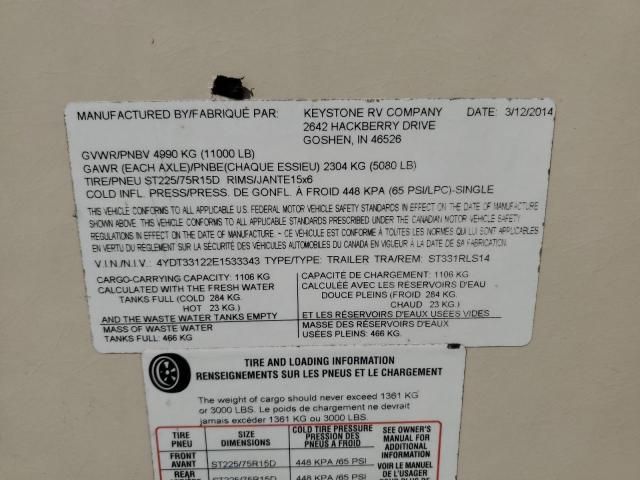 MANUFACTURED BY/FABRIQUÉ PAR: KEYSTONE RV COMPANY DATE: 3/12/2014
2642 HACKBERRY DRIVE
GOSHEN, IN 46526
GVWR/PNBV 4990 KG (11000 LB)
GAWR (EACH AXLE)/PNBE(CHAQUE ESSIEU) 2304 KG (5080 LB)
TIRE/PNEU ST225/75R15D RIMS/JANTE15x6
COLD INFL. PRESS/PRESS. DE GONFL. À FROID 448 KPA (65 PSI/LPC)-SINGLE
THIS VEHICLE CONFORMS TO ALL APPLICABLE U.S. FEDERAL MOTOR VEHICLE SAFETY STANDARDS IN EFFECT ON THE DATE OF MANUFACTURE
SHOWN ABOVE. / THIS VEHICLE CONFORMS TO ALL APPLICABLE STANDARDS PRESCRIBED UNDER THE CANADIAN MOTOR VEHICLE SAFETY
REGULATIONS IN EFFECT ON THE DATE OF MANUFACTURE. - CE VÉHICULE EST CONFORME À TOUTES LES NORMES QUI LUI SONT APPLICABLES
EN VERTU DU RÈGLEMENT SUR LA SÉCURITÉ DES VÉHICULES AUTOMOBILES DU CANADA EN VIGUEUR À LA DATE DE SA FABRICATION.
V.I.N./N.I.V.: 4YDT33122E1533343 TYPE/TYPE: TRAILER TRA/REM: ST331RLS14
CARGO-CARRYING CAPACITY: 1106 KG
CALCULATED WITH THE FRESH WATER
TANKS FULL (COLD 284 KG.
HOT 23 KG.)
AND THE WASTE WATER TANKS EMPTY
MASS OF WASTE WATER
TANKS FULL: 466 KG
CAPACITÉ DE CHARGEMENT: 1106 KG
CALCULÉE AVEC LES RÉSERVOIRS D'EAU
DOUCE PLEINS (FROID 284 KG.
CHAUD 23 KG.)
ET LES RÉSERVOIRS D'EAUX USÉES VIDES
MASSE DES RÉSERVOIRS D'EAUX
USÉES PLEINS: 466 KG.
TIRE AND LOADING INFORMATION
RENSEIGNEMENTS SUR LES PNEUS ET LE CHARGEMENT
The weight of cargo should never exceed 1361 KG
or 3000 LBS. Le poids de chargement ne devrait
jamais excéder 1361 KG ou 3000 LBS.
TIRE
PNEU
SIZE
DIMENSIONS
COLD TIRE PRESSURE
PRESSION DES
PNEUS A FROID
SEE OWNER'S
MANUAL FOR
ADDITIONAL
INFORMATION
VOIR LE MANUEL
DE L'USAGER
POUR PLUS DE
FRONT
AVANT
ST225/75R15D
448 KPA /65 PSI
REAR
ARRIÈRE
ST225/75R15D
448 KPA /65 PSI